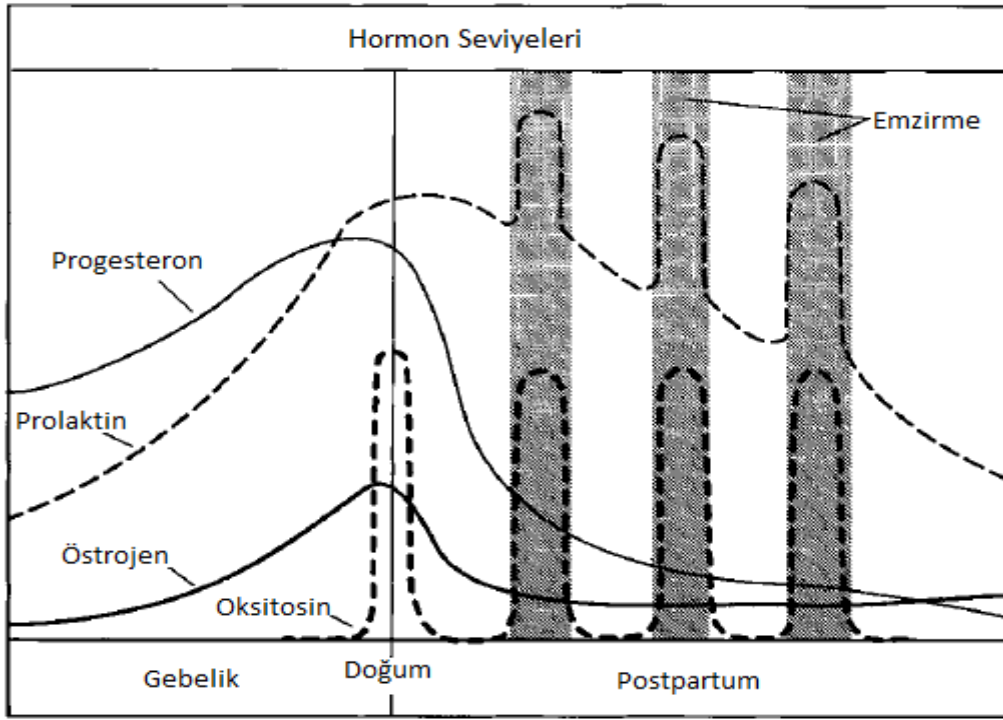 Hormon Seviyeleri
Emzirme
Progesteron
Prolaktin
Östrojen
Oksitosin
Gebelik
Doğum
Postpartum